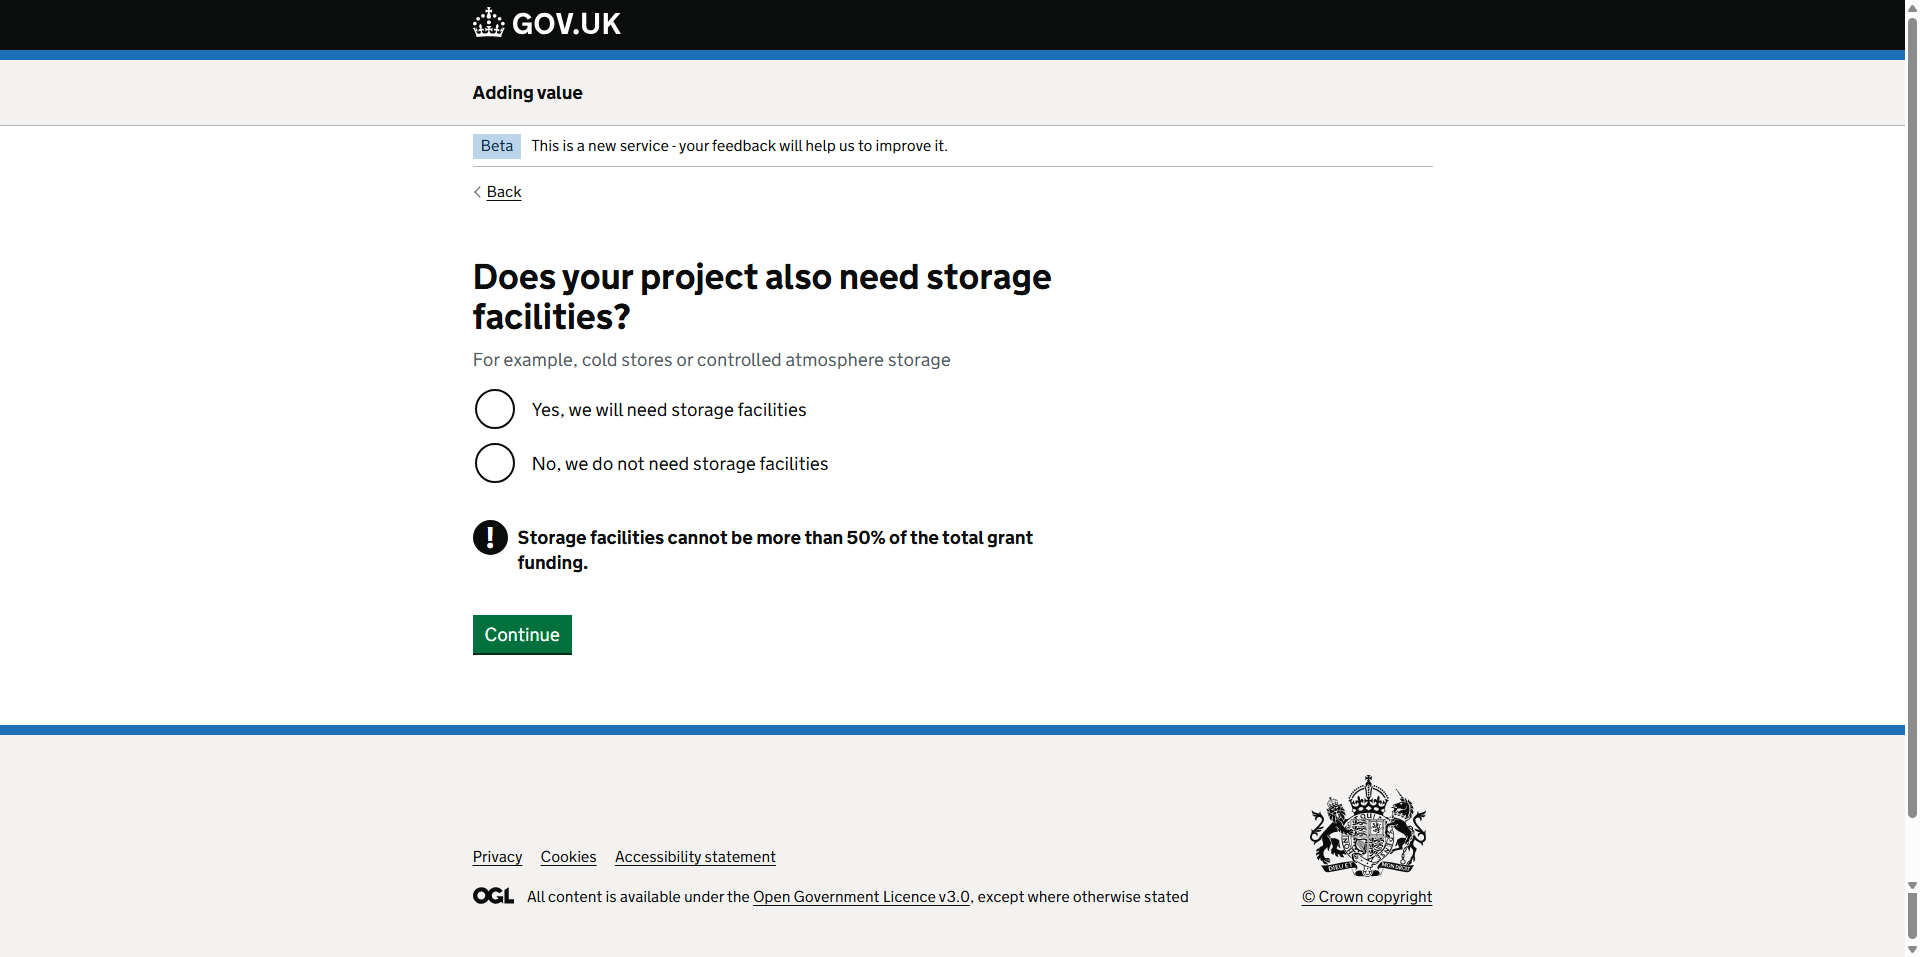 GOV.UK
Adding value
Beta This is a new service - your feedback will help us to improve it.
Back
Does your project also need storage
facilities?
For example, cold stores or controlled atmosphere storage
Yes, we will need storage facilities
No, we do not need storage facilities
! Storage facilities cannot be more than 50% of the total grant
funding.
Continue
Privacy Cookies Accessibility statement
OGL All content is available under the Open Government Licence v3.0, except where otherwise stated
© Crown copyright